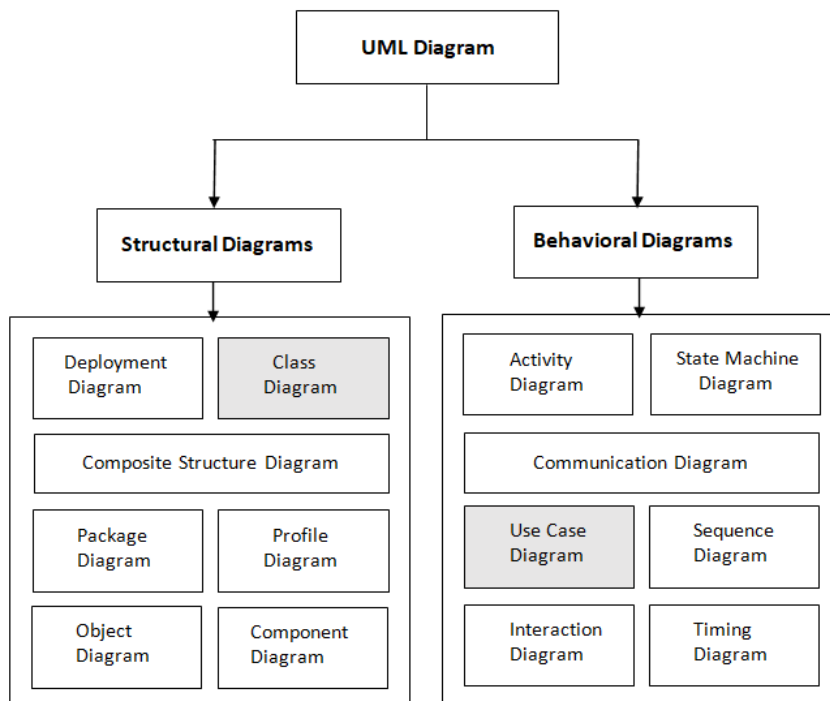 UML Diagram
Structural Diagrams
Behavioral Diagrams
Deployment
Diagram
Class
Diagram
Composite Structure Diagram
Package
Diagram
Profile
Diagram
Object
Diagram
Component
Diagram
Activity
Diagram
State Machine
Diagram
Communication Diagram
Use Case
Diagram
Sequence
Diagram
Interaction
Diagram
Timing
Diagram